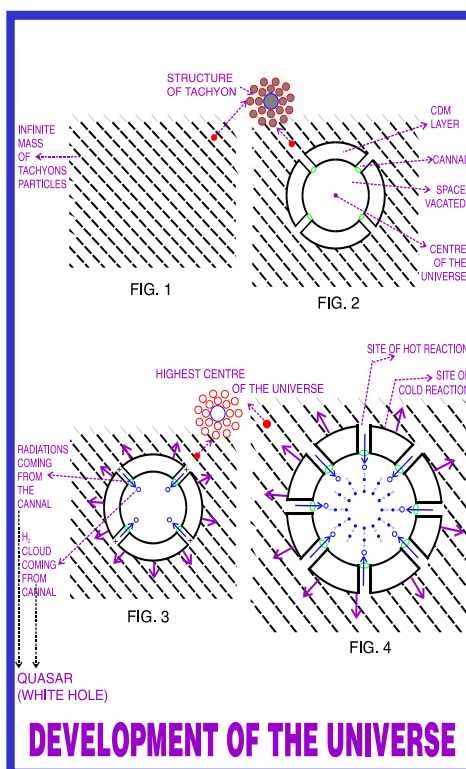 STRUCTURE
OF TACHYON
INFINITE
MASS
OF
TACHYONS
PARTICLES
CDM
LAYER
CANNAL
SPACE
VACATED
CENTRE
OF THE
UNIVERSE
FIG. 1
FIG. 2
SITE OF HOT REACTION
SITE OF
COLD REACTION
HIGHEST CENTRE
OF THE UNIVERSE
RADIATIONS
COMING
FROM
THE
CANNAL
H₂
CLOUD
COMING
FROM
CANNAL
FIG. 3
FIG. 4
QUASAR
(WHITE HOLE)
DEVELOPMENT OF THE UNIVERSE